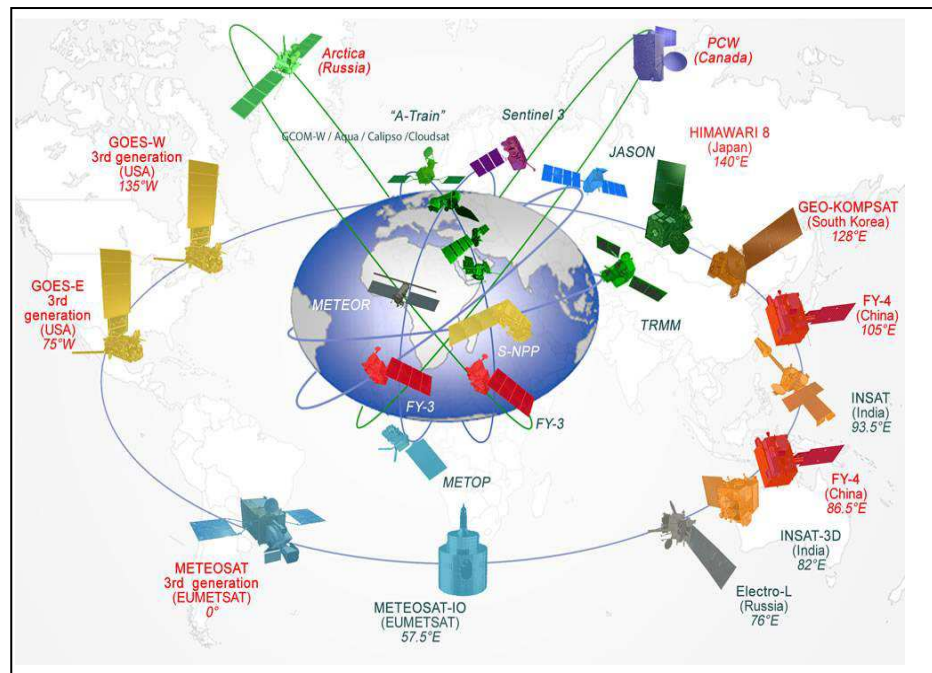 Arctica
(Russia)
PCW
(Canada)
"A-Train"
GCOM-W / Aqua / Calipso /Cloudsat
Sentinel 3
JASON
HIMAWARI 8
(Japan)
140°E
GOES-W
3rd generation
(USA)
135°W
GEO-KOMPSAT
(South Korea)
128°E
GOES-E
3rd
generation
(USA)
75°W
METEOR
TRMM
FY-4
(China)
105°E
S-NPP
FY-3
FY-3
INSAT
(India)
93.5°E
METOP
FY-4
(China)
86.5°E
INSAT-3D
(India)
82°E
METEOSAT
3rd generation
(EUMETSAT)
0°
METEOSAT-IO
(EUMETSAT)
57.5°E
Electro-L
(Russia)
76°E